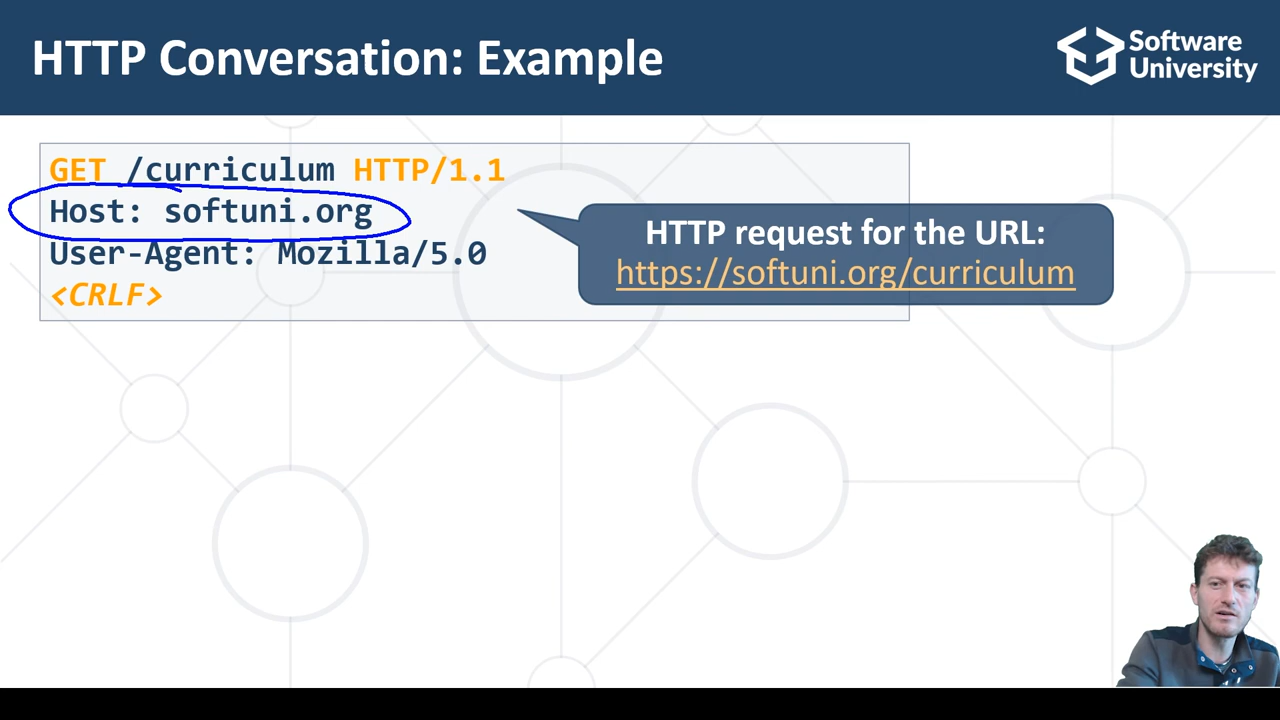 HTTP Conversation: Example
Software
University
GET /curriculum HTTP/1.1
Host: softuni.org
User-Agent: Mozilla/5.0
<CRLF>
HTTP request for the URL:
https://softuni.org/curriculum